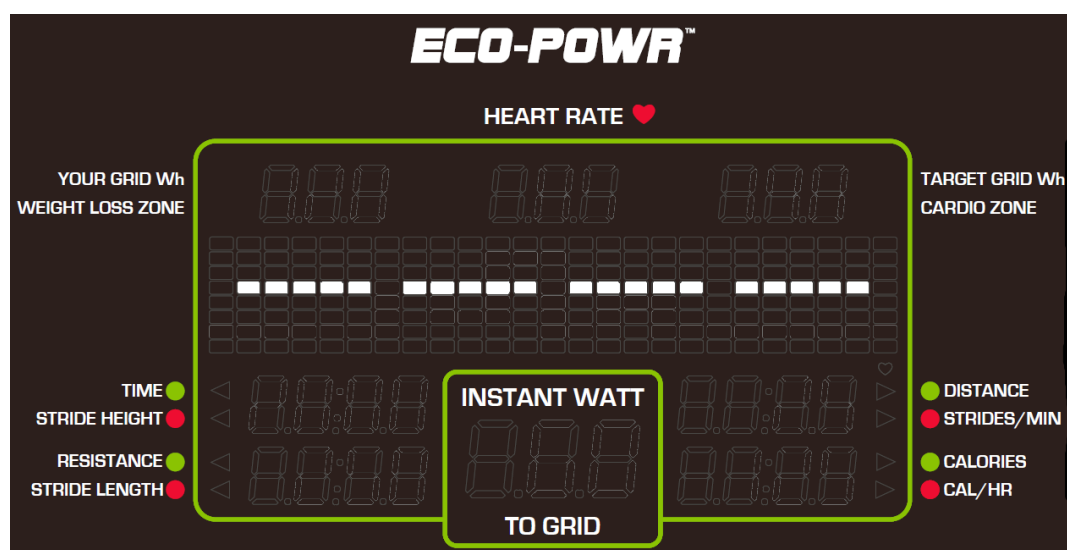 ECO-POWR™
HEART RATE
YOUR GRID Wh
WEIGHT LOSS ZONE
TARGET GRID Wh
CARDIO ZONE
TIME
STRIDE HEIGHT
RESISTANCE
STRIDE LENGTH
INSTANT WATT
TO GRID
DISTANCE
STRIDES/MIN
CALORIES
CAL/HR